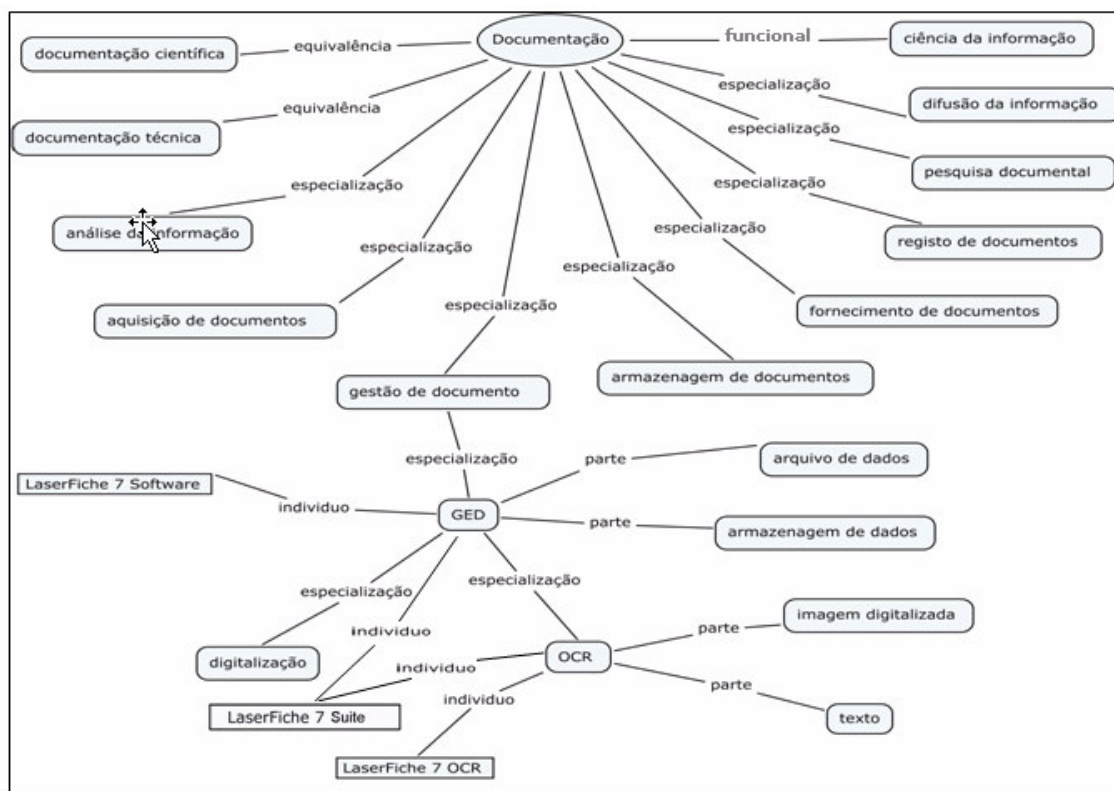 Documentação
funcional
ciência da informação
equivalência
documentação científica
especialização
difusão da informação
equivalência
documentação técnica
especialização
pesquisa documental
especialização
análise da informação
especialização
registo de documentos
especialização
aquisição de documentos
especialização
fornecimento de documentos
especialização
armazenagem de documentos
especialização
gestão de documento
especialização
parte
arquivo de dados
LaserFiche 7 Software
individuo
GED
parte
armazenagem de dados
especialização
especialização
individuo
digitalização
individuo
OCR
parte
imagem digitalizada
individuo
parte
texto
LaserFiche 7 Suite
LaserFiche 7 OCR